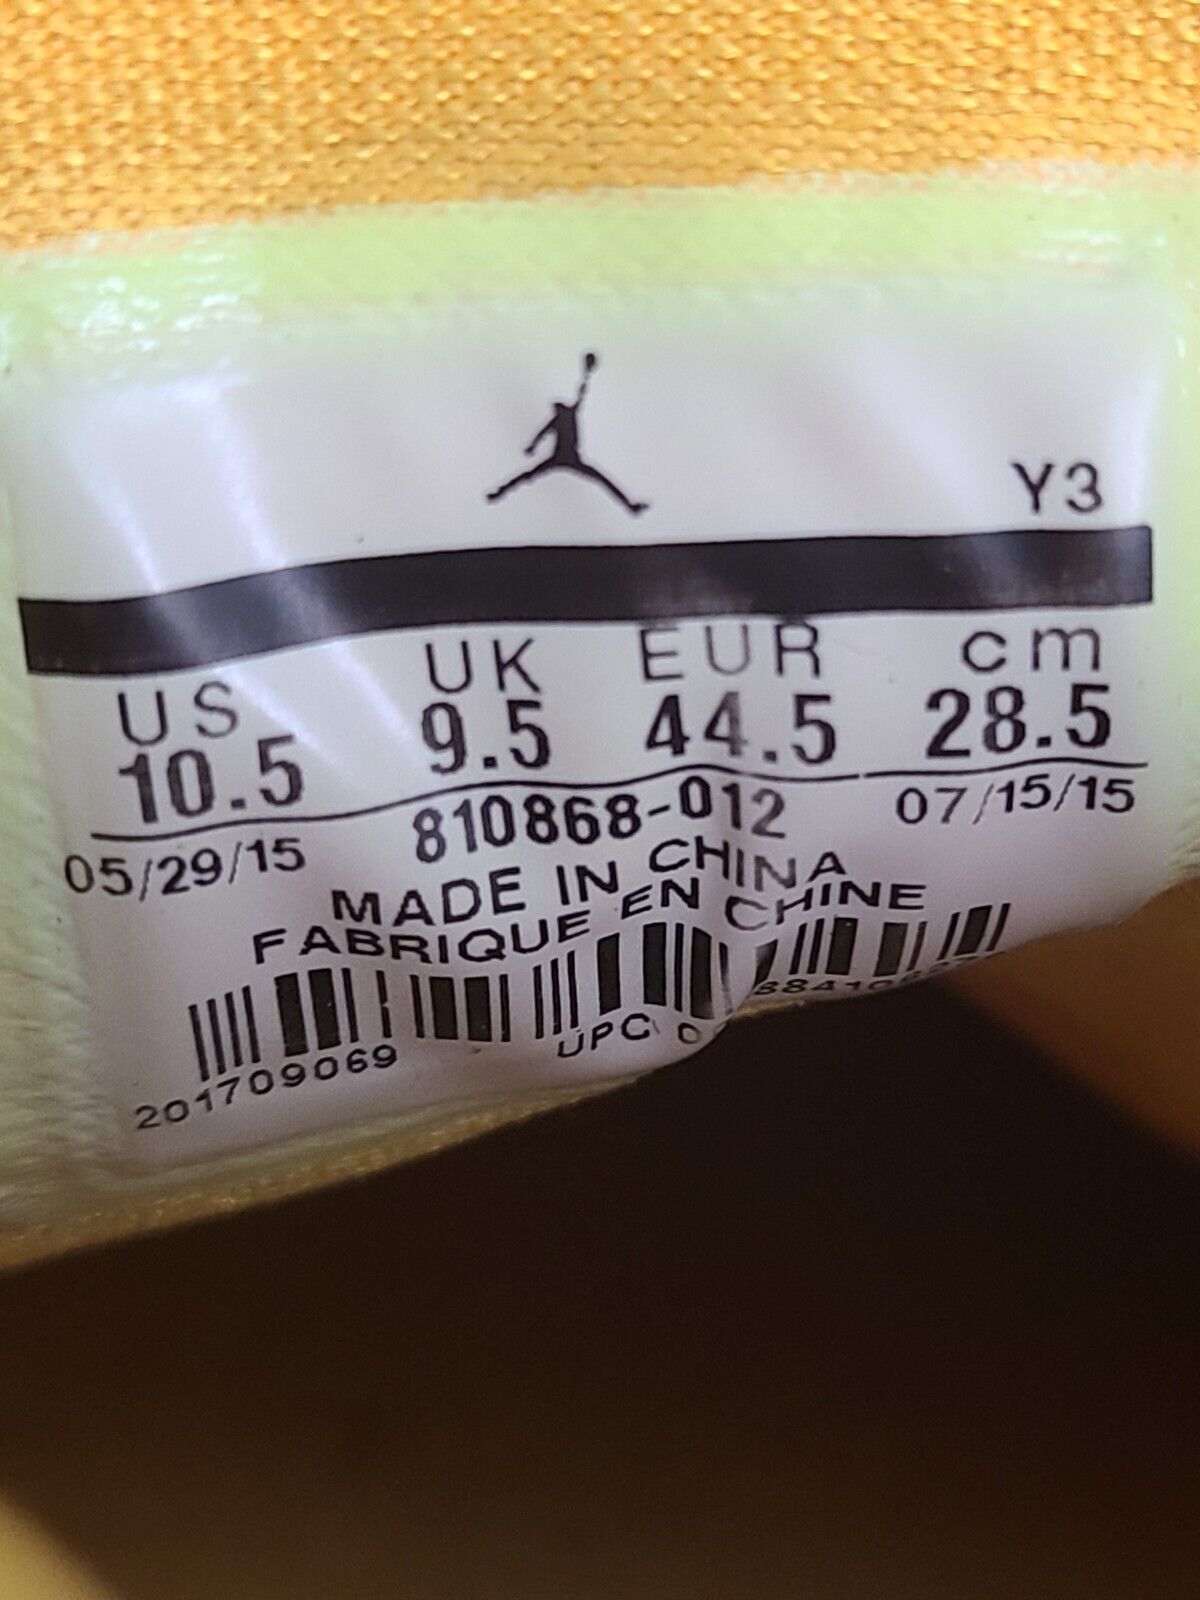 Y3
US UK EUR cm
10.5 9.5 44.5 28.5
05/29/15 810868-012 07/15/15
MADE IN CHINA
FABRIQUE EN CHINE
201709069 UPC 0